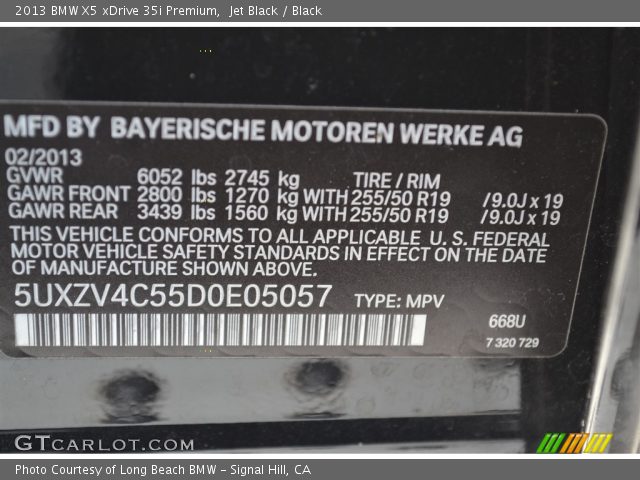 2013 BMW X5 xDrive 35i Premium,  Jet Black / Black
MFD BY BAYERISCHE MOTOREN WERKE AG
02/2013
GVWR 6052 lbs 2745 kg TIRE / RIM
GAWR FRONT 2800 lbs 1270 kg WITH 255/50 R19 /9.0J x 19
GAWR REAR 3439 lbs 1560 kg WITH 255/50 R19 /9.0J x 19
THIS VEHICLE CONFORMS TO ALL APPLICABLE U. S. FEDERAL
MOTOR VEHICLE SAFETY STANDARDS IN EFFECT ON THE DATE
OF MANUFACTURE SHOWN ABOVE.
5UXZV4C55D0E05057 TYPE: MPV
668U
7 320 729
GTCARLOT.COM
Photo Courtesy of Long Beach BMW - Signal Hill, CA